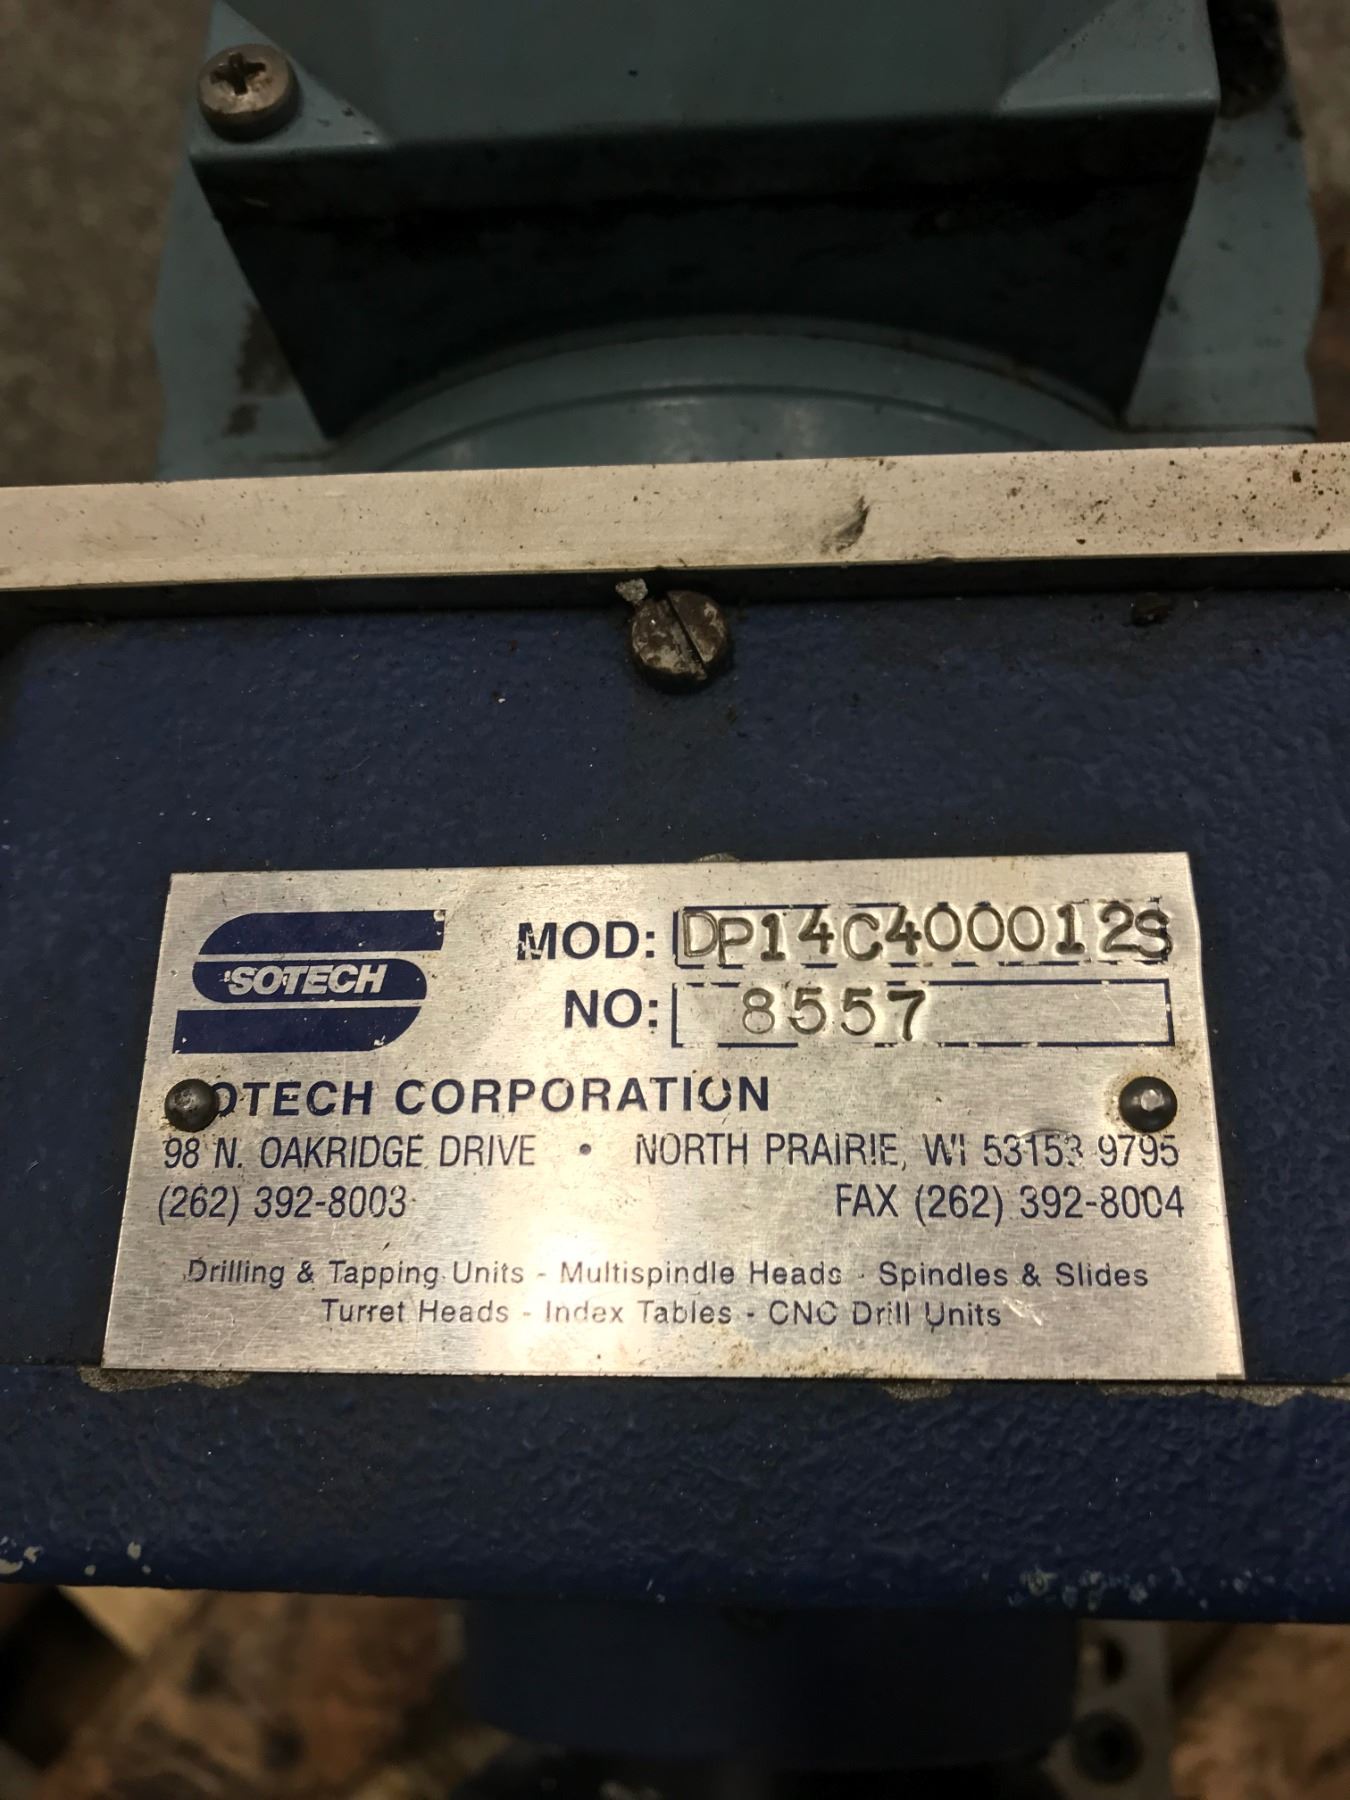 SOTECH
MOD: DP14C400012S
NO: 8557
SOTECH CORPORATION
98 N. OAKRIDGE DRIVE • NORTH PRAIRIE, WI 53153 9795
(262) 392-8003 FAX (262) 392-8004
Drilling & Tapping Units - Multispindle Heads - Spindles & Slides
Turret Heads - Index Tables - CNC Drill Units